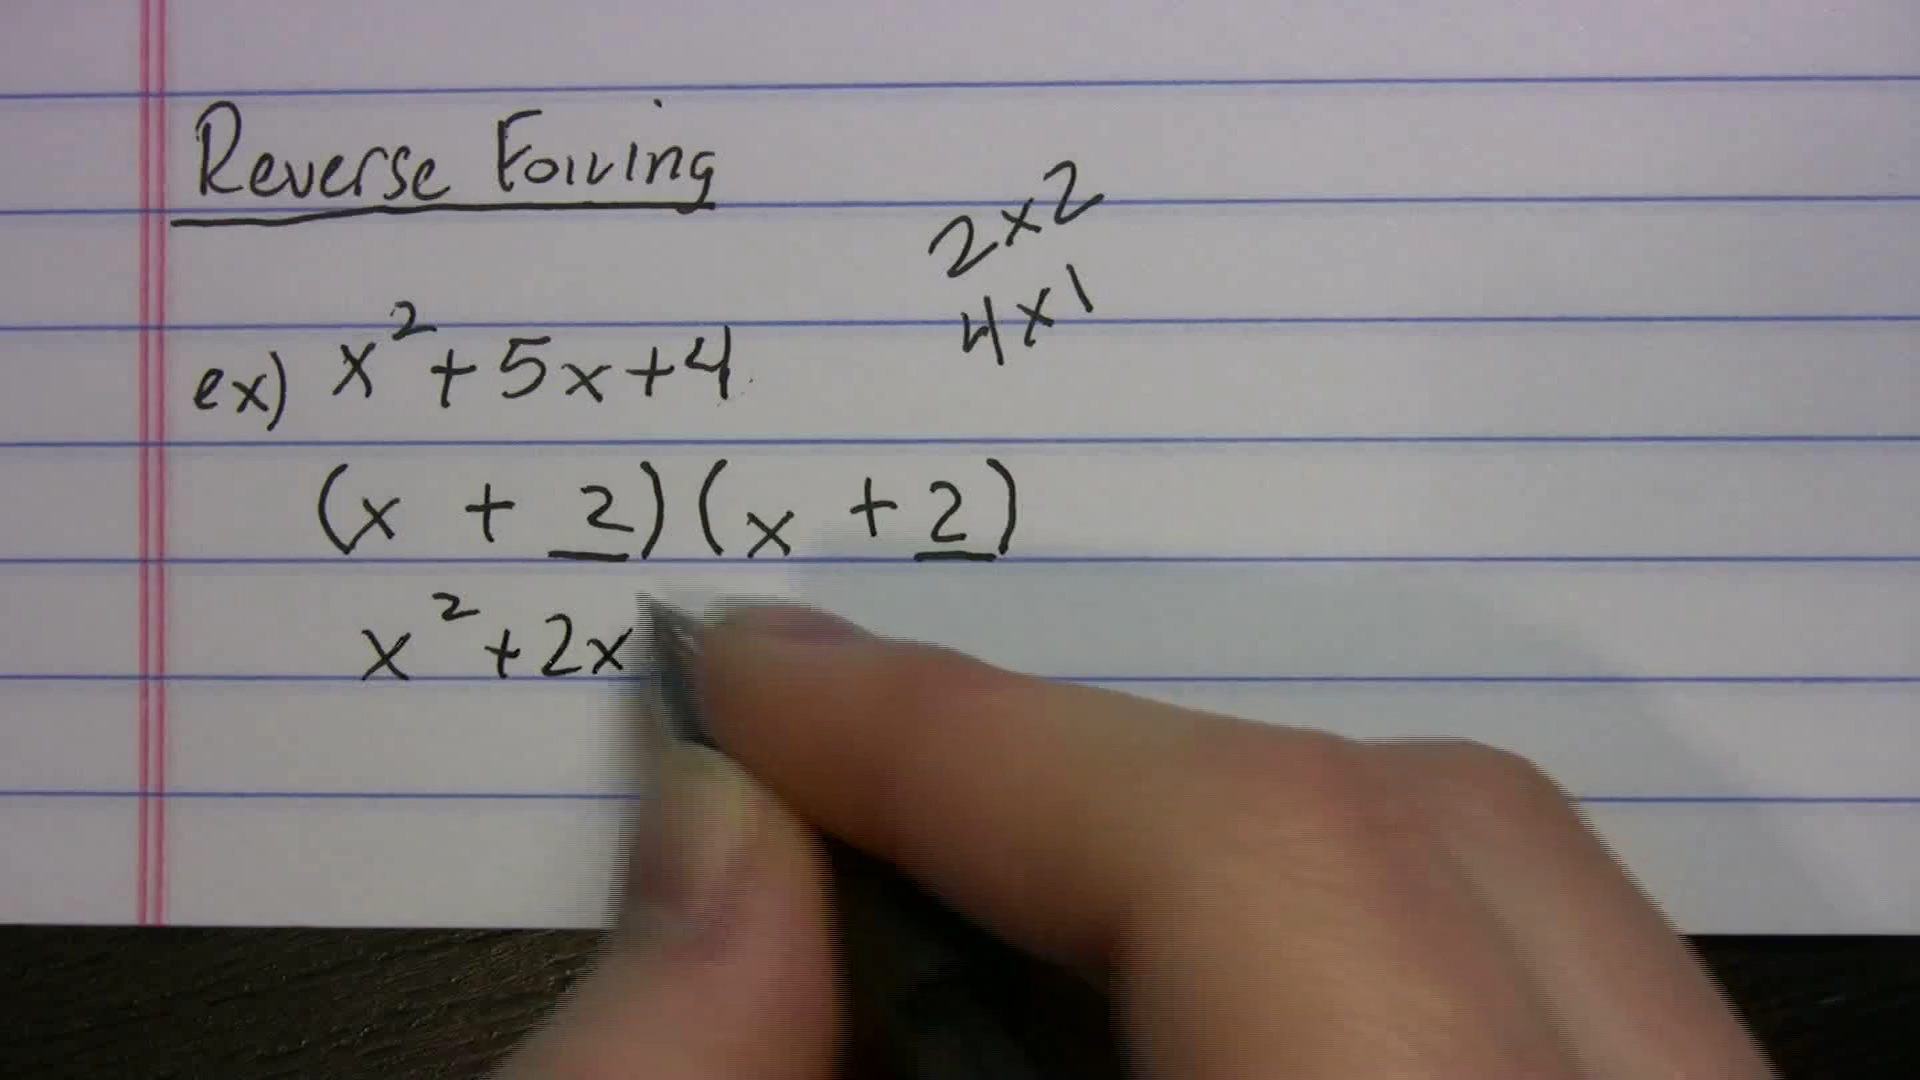 Reverse Foiling
2x2
4x1
ex) x² + 5x + 4
(x + 2)(x + 2)
x² + 2x